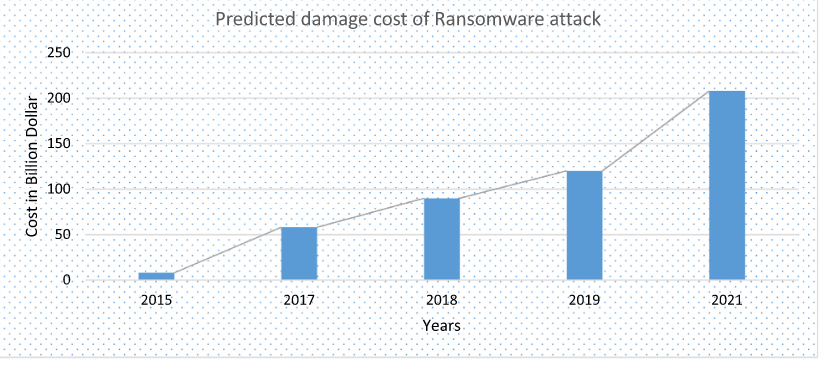 Predicted damage cost of Ransomware attack
250
200
150
100
50
0
Cost in Billion Dollar
2015 2017 2018 2019 2021
Years